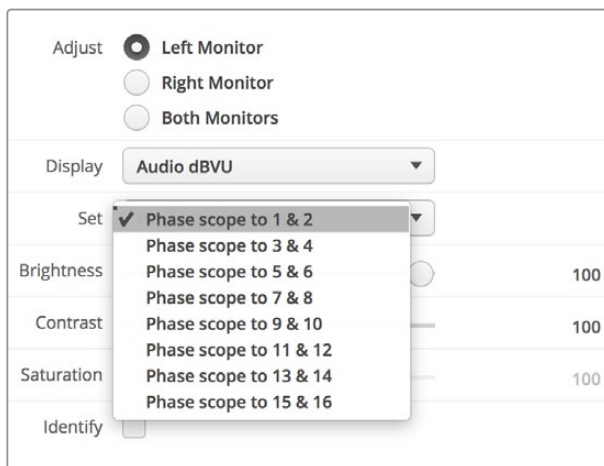 Adjust Left Monitor
Right Monitor
Both Monitors
Display Audio dBVU
Set Phase scope to 1 & 2
Phase scope to 3 & 4
Brightness Phase scope to 5 & 6 100
Phase scope to 7 & 8
Contrast Phase scope to 9 & 10 100
Phase scope to 11 & 12
Saturation Phase scope to 13 & 14 100
Phase scope to 15 & 16
Identify